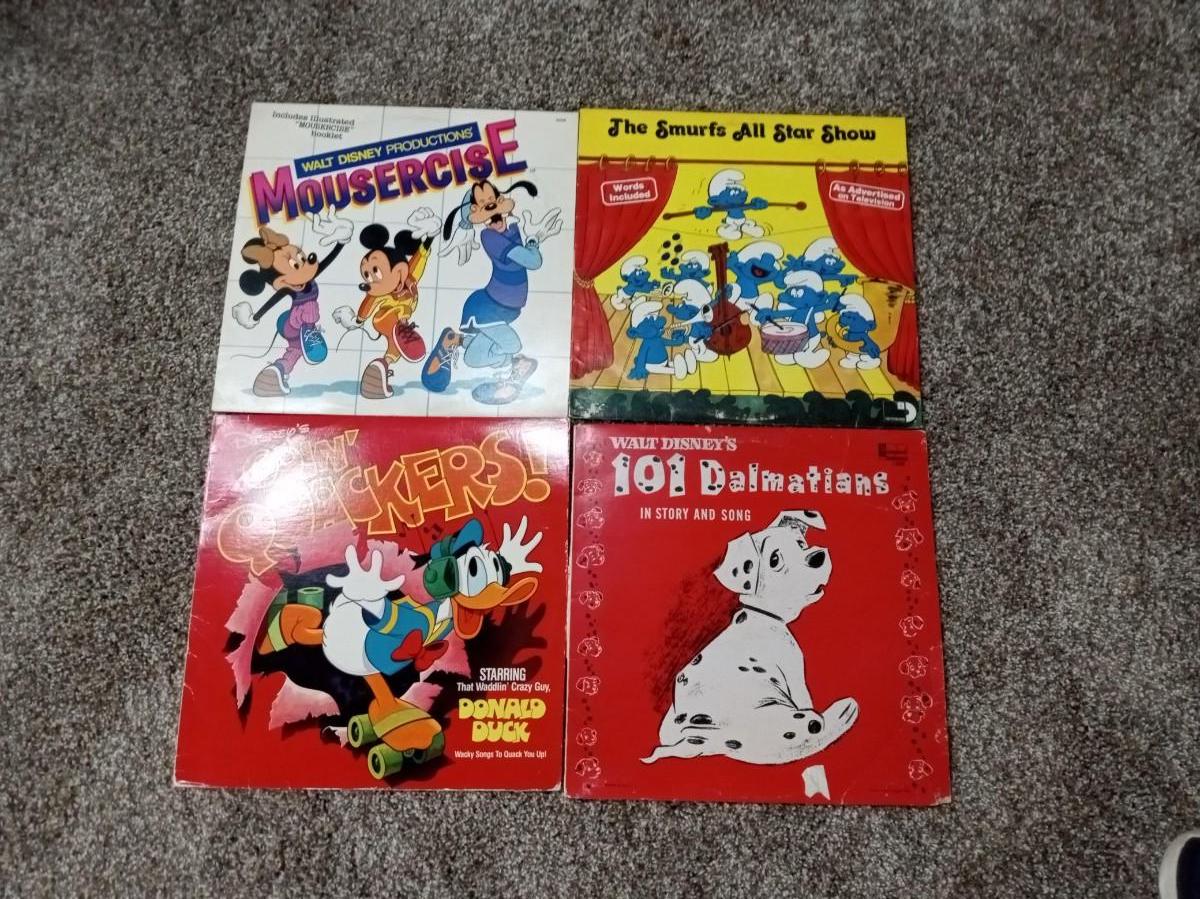 Includes Illustrated
"MOUSERCISE"
Booklet
WALT DISNEY PRODUCTIONS'
MOUSERCISE
The Smurfs All Star Show
Words
Included
As Advertised
on Television
DISNEY'S
QUACKERS!
STARRING
That Waddlin' Crazy Guy,
DONALD
DUCK
Wacky Songs To Quack You Up!
WALT DISNEY'S
101 Dalmatians
IN STORY AND SONG